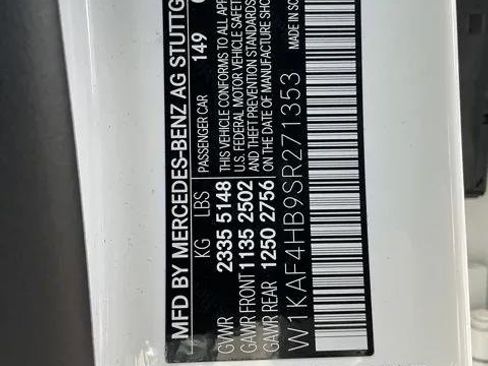 MFD BY MERCEDES-BENZ AG STUTTG
KG LBS PASSENGER CAR 149
GVWR 2335 5148 THIS VEHICLE CONFORMS TO ALL APP
GAWR FRONT 1135 2502 U.S. FEDERAL MOTOR VEHICLE SAFET
AND THEFT PREVENTION STANDARDS
GAWR REAR 1250 2756 ON THE DATE OF MANUFACTURE SHOW
W1KAF4HB9SR271353 MADE IN